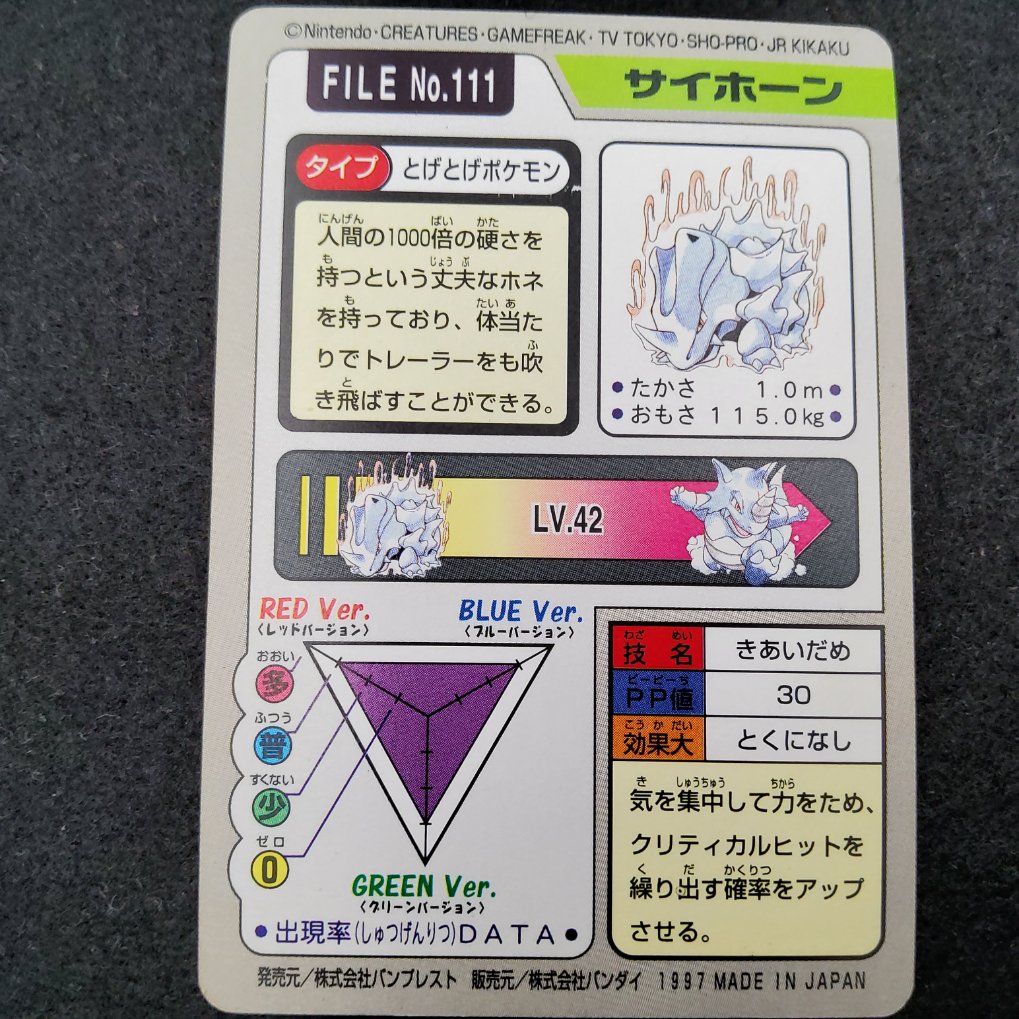 ©Nintendo・CREATURES・GAMEFREAK・TV TOKYO・SHO-PRO・JR KIKAKU
FILE No.111
サイホーン
タイプ とげとげポケモン
にんげん ばい かた
人間の1000倍の硬さを
も じょうぶ
持つという丈夫なホネ
も たいあ
を持っており、体当た
ふ
りでトレーラーをも吹
と
き飛ばすことができる。
たかさ 1.0m
おもさ 115.0kg
LV.42
RED Ver.
〈レッドバージョン〉
BLUE Ver.
〈ブルーバージョン〉
おおい
多
ふつう
普
すくない
少
ゼロ
0
GREEN Ver.
〈グリーンバージョン〉
●出現率(しゅつげんりつ)DATA●
わざ めい
技名 きあいだめ
ピーピーち
PP値 30
こうかだい
効果大 とくになし
き しゅうちゅう ちから
気を集中して力をため、
クリティカルヒットを
く だ かくりつ
繰り出す確率をアップ
させる。
発売元/株式会社バンプレスト 販売元/株式会社バンダイ 1997 MADE IN JAPAN